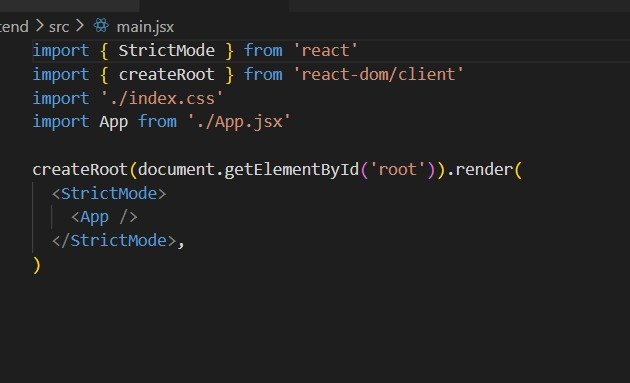 tend > src > main.jsx
import { StrictMode } from 'react'
import { createRoot } from 'react-dom/client'
import './index.css'
import App from './App.jsx'
createRoot(document.getElementById('root')).render(
<StrictMode>
<App />
</StrictMode>,
)